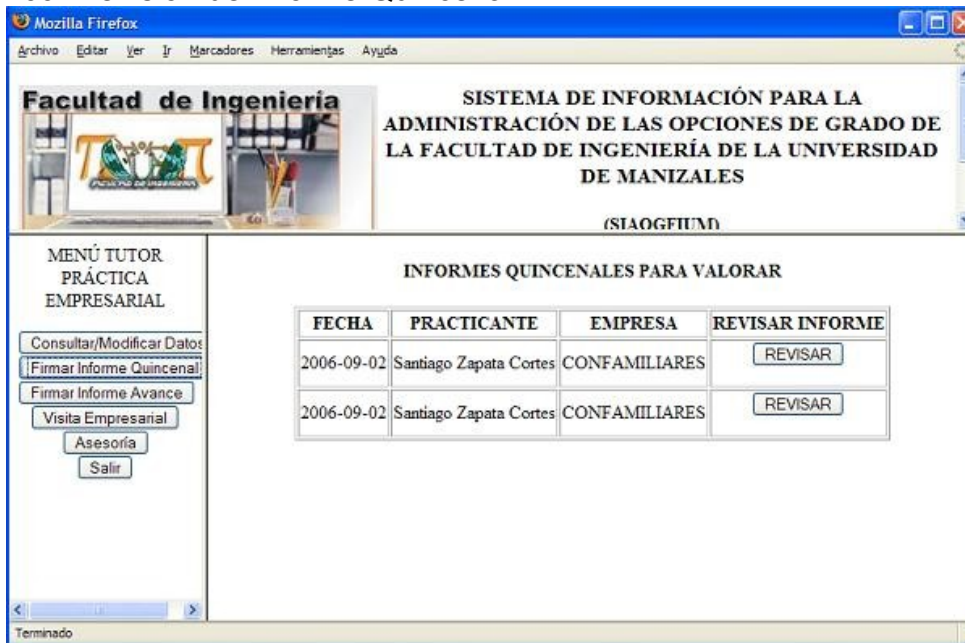 Mozilla Firefox
Archivo Editar Ver Ir Marcadores Herramientas Ayuda
Facultad de Ingeniería
SISTEMA DE INFORMACIÓN PARA LA
ADMINISTRACIÓN DE LAS OPCIONES DE GRADO DE
LA FACULTAD DE INGENIERÍA DE LA UNIVERSIDAD
DE MANIZALES
(SIAOGFIUM)
FACULTAD DE INGENIERIA
MENÚ TUTOR
PRÁCTICA
EMPRESARIAL
Consultar/Modificar Datos
Firmar Informe Quincenal
Firmar Informe Avance
Visita Empresarial
Asesoría
Salir
INFORMES QUINCENALES PARA VALORAR
FECHA PRACTICANTE EMPRESA REVISAR INFORME
2006-09-02 Santiago Zapata Cortes CONFAMILIARES REVISAR
2006-09-02 Santiago Zapata Cortes CONFAMILIARES REVISAR
Terminado